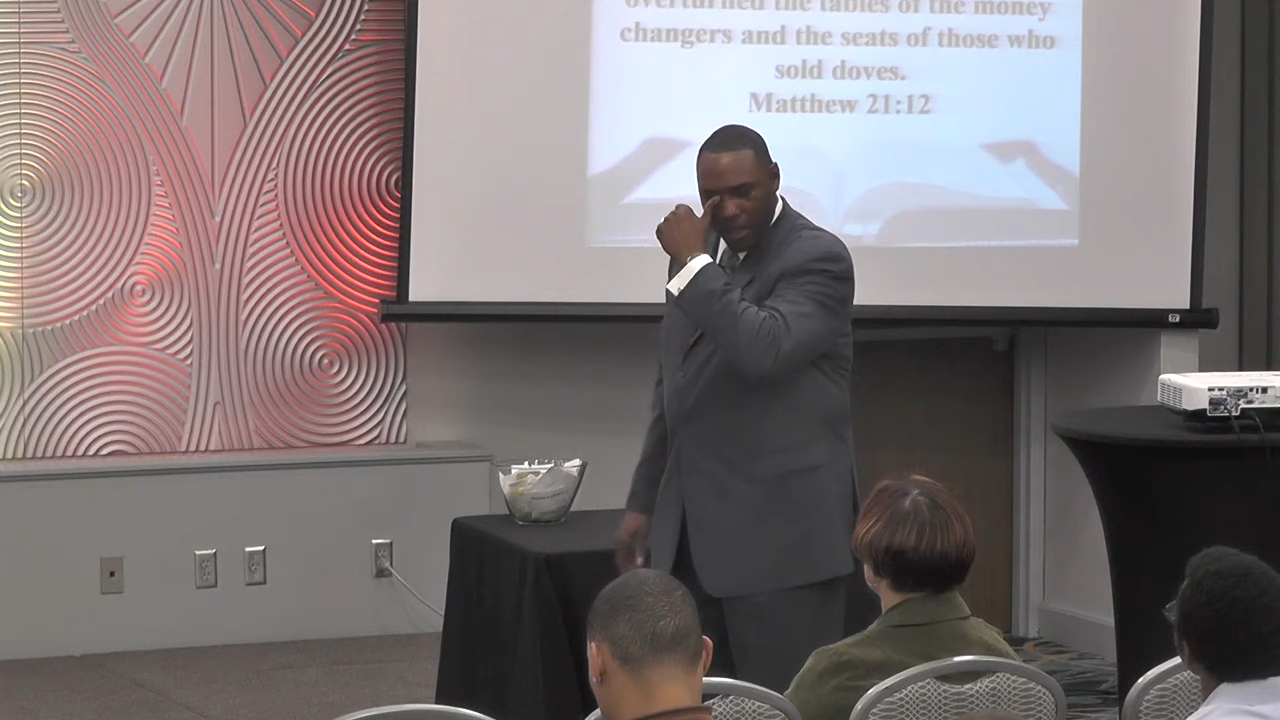 overturned the tables of the money
changers and the seats of those who
sold doves.
Matthew 21:12